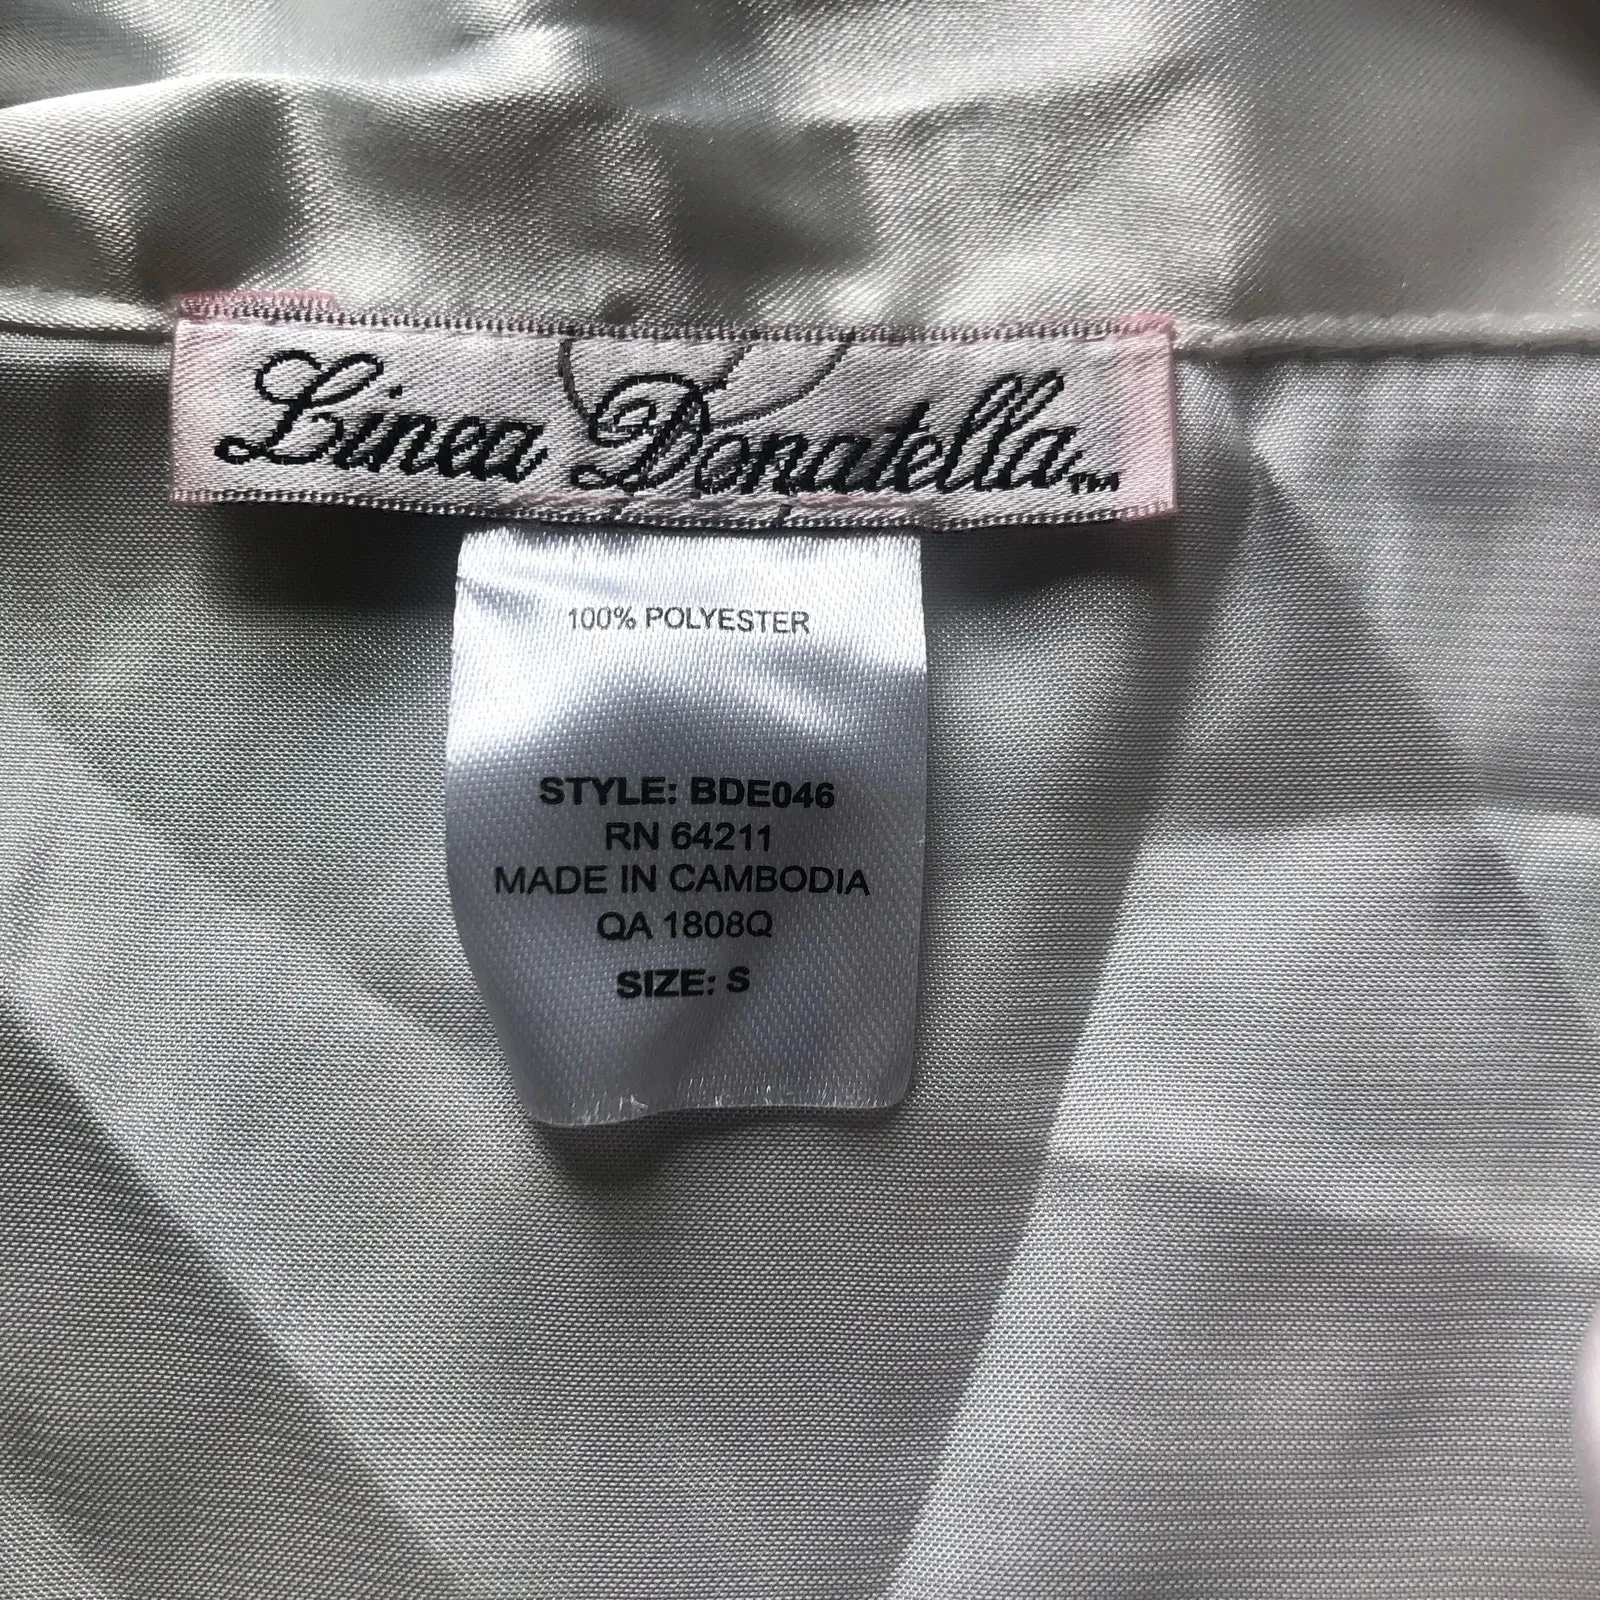 Linea Donatella™
100% POLYESTER
STYLE: BDE046
RN 64211
MADE IN CAMBODIA
QA 1808Q
SIZE: S